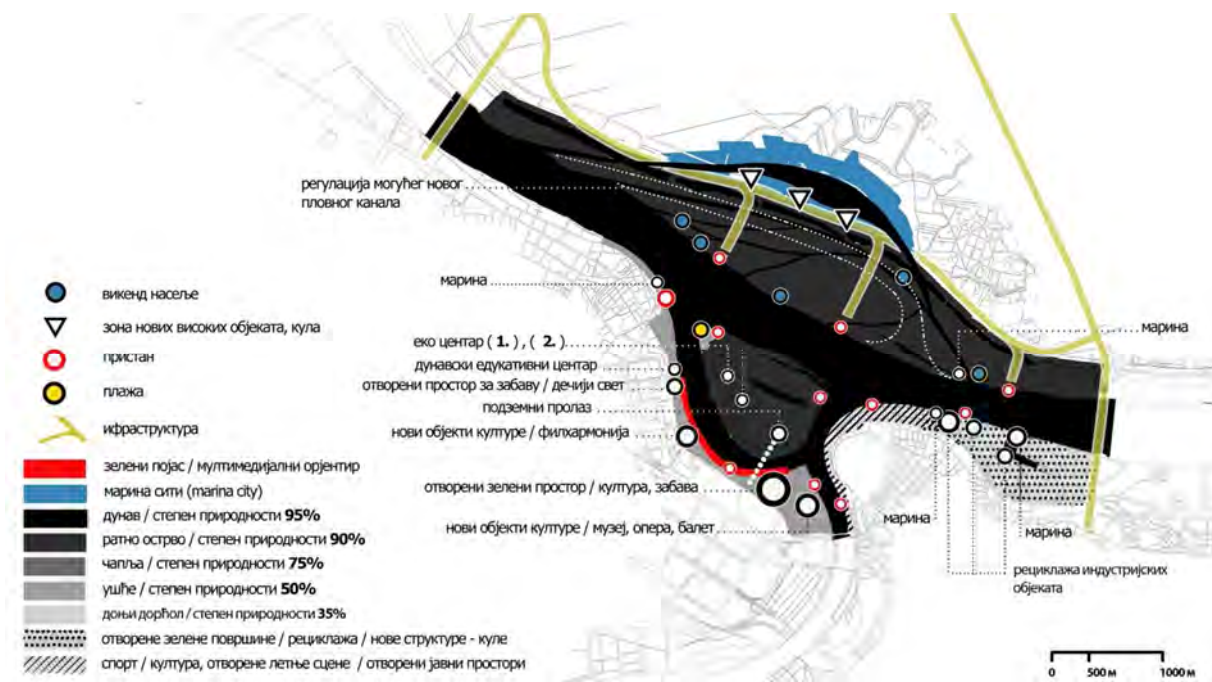 регулација могућег новог
пловног канала
марина
еко центар ( 1. ) , ( 2. )
дунавски едукативни центар
отворени простор за забаву / дечији свет
подземни пролаз
нови објекти културе / филхармонија
отворени зелени простор / култура, забава
нови објекти културе / музеј, опера, балет
марина
марина
марина
рециклажа индустријских
објеката
викенд насеље
зона нових високих објеката, кула
пристан
плажа
ифраструктура
зелени појас / мултимедијални орјентир
марина сити (marina city)
дунав / степен природности 95%
ратно острво / степен природности 90%
чапља / степен природности 75%
ушће / степен природности 50%
доњи дорћол / степен природности 35%
отворене зелене површине / рециклажа / нове структуре - куле
спорт / култура, отворене летње сцене / отворени јавни простори
0 500 м 1000 м